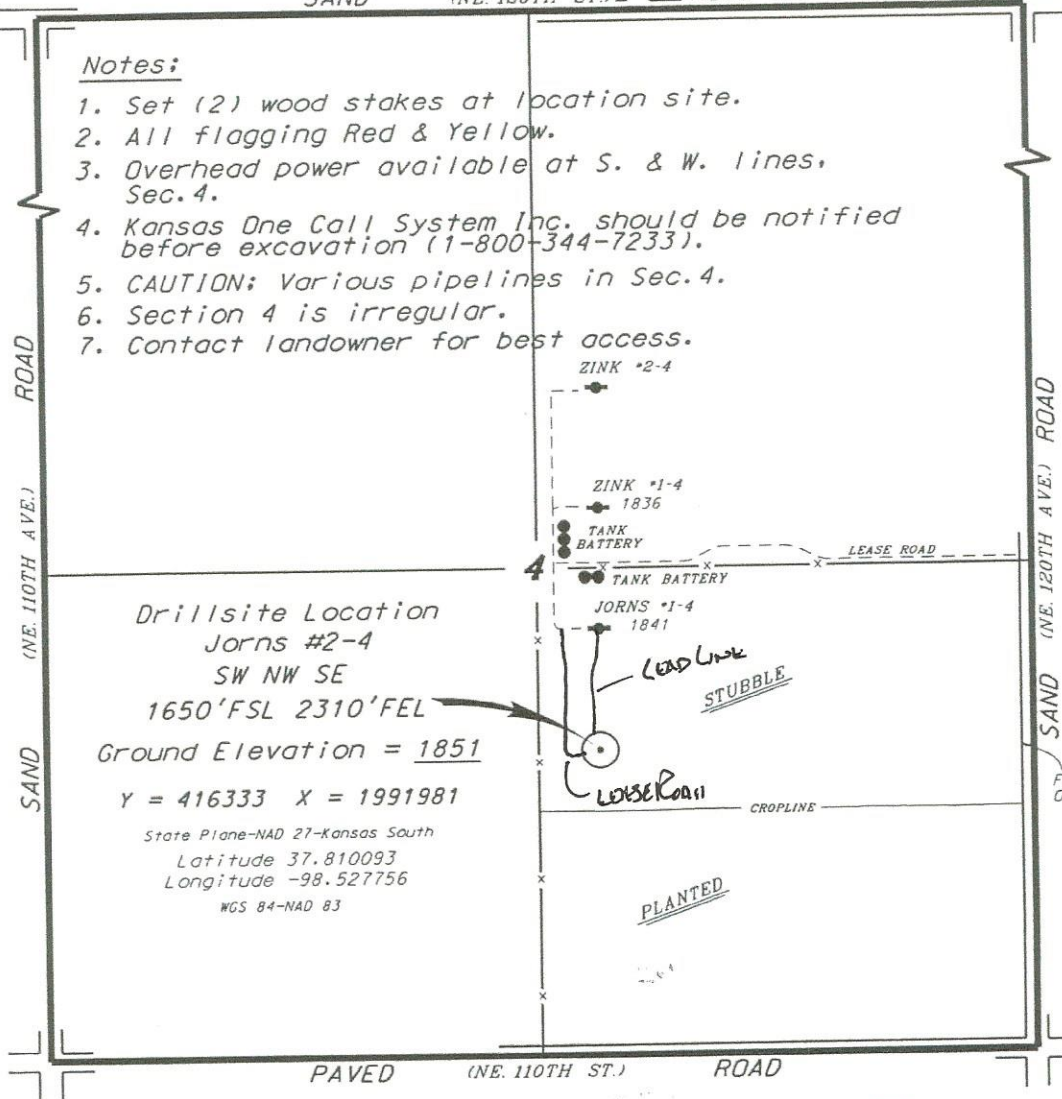 SAND
Notes:
1. Set (2) wood stakes at location site.
2. All flagging Red & Yellow.
3. Overhead power available at S. & W. lines,
Sec. 4.
4. Kansas One Call System Inc. should be notified
before excavation (1-800-344-7233).
5. CAUTION: Various pipelines in Sec. 4.
6. Section 4 is irregular.
7. Contact landowner for best access.
ROAD
(NE. 110TH AVE.)
SAND
ZINK #2-4
ZINK #1-4
1836
TANK
BATTERY
LEASE ROAD
4
TANK BATTERY
JORNS #1-4
1841
LEAD LINE
STUBBLE
Drillsite Location
Jorns #2-4
SW NW SE
1650'FSL 2310'FEL
Ground Elevation = 1851
Y = 416333 X = 1991981
State Plane-NAD 27-Kansas South
Latitude 37.810093
Longitude -98.527756
WGS 84-NAD 83
CROPLINE
PLANTED
ROAD
(NE. 120TH AVE.)
SAND
PAVED (NE. 110TH ST.) ROAD